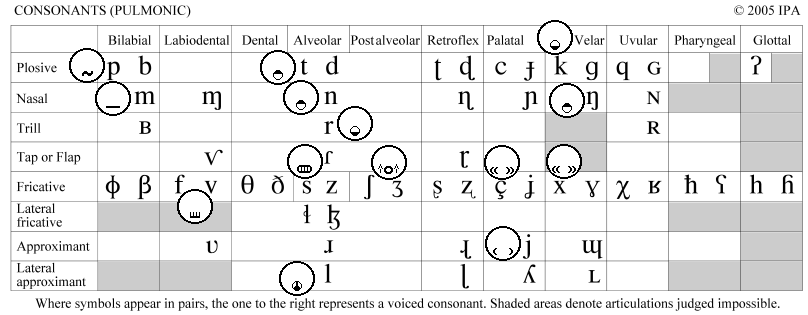 CONSONANTS (PULMONIC) © 2005 IPA
Bilabial Labiodental Dental Alveolar Postalveolar Retroflex Palatal Velar Uvular Pharyngeal Glottal
Plosive p b t d ʈ ɖ c ɟ k ɡ q ɢ ʔ
Nasal m ɱ n ɳ ɲ ŋ ɴ
Trill ʙ r ʀ
Tap or Flap ⱱ ɾ ɽ
Fricative ɸ β f v θ ð s z ʃ ʒ ʂ ʐ ç ʝ x ɣ χ ʁ ħ ʕ h ɦ
Lateral
fricative ɬ ɮ
Approximant ʋ ɹ ɻ j ɰ
Lateral
approximant l ɭ ʎ ʟ
Where symbols appear in pairs, the one to the right represents a voiced consonant. Shaded areas denote articulations judged impossible.